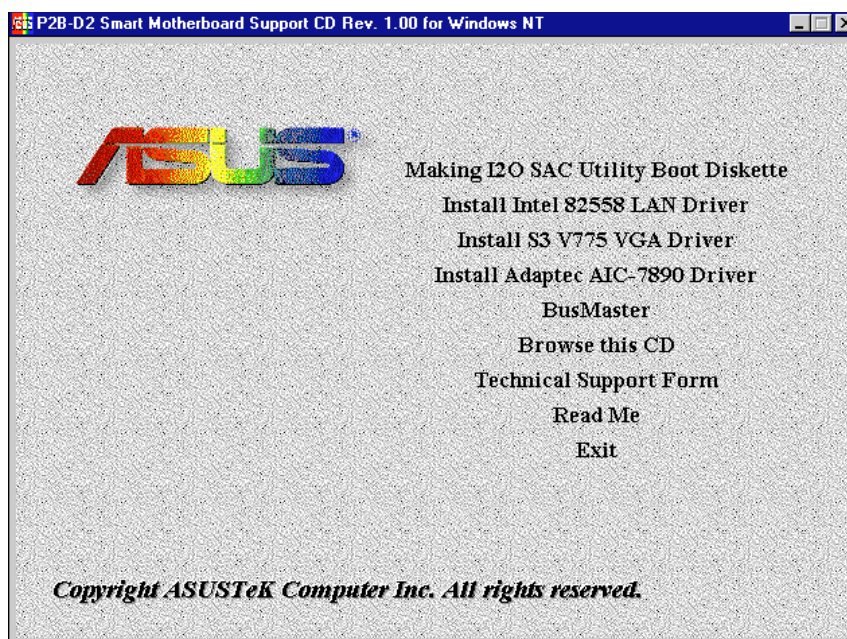 P2B-D2 Smart Motherboard Support CD Rev. 1.00 for Windows NT
ASUS®
Making I2O SAC Utility Boot Diskette
Install Intel 82558 LAN Driver
Install S3 V775 VGA Driver
Install Adaptec AIC-7890 Driver
BusMaster
Browse this CD
Technical Support Form
Read Me
Exit
Copyright ASUSTeK Computer Inc. All rights reserved.